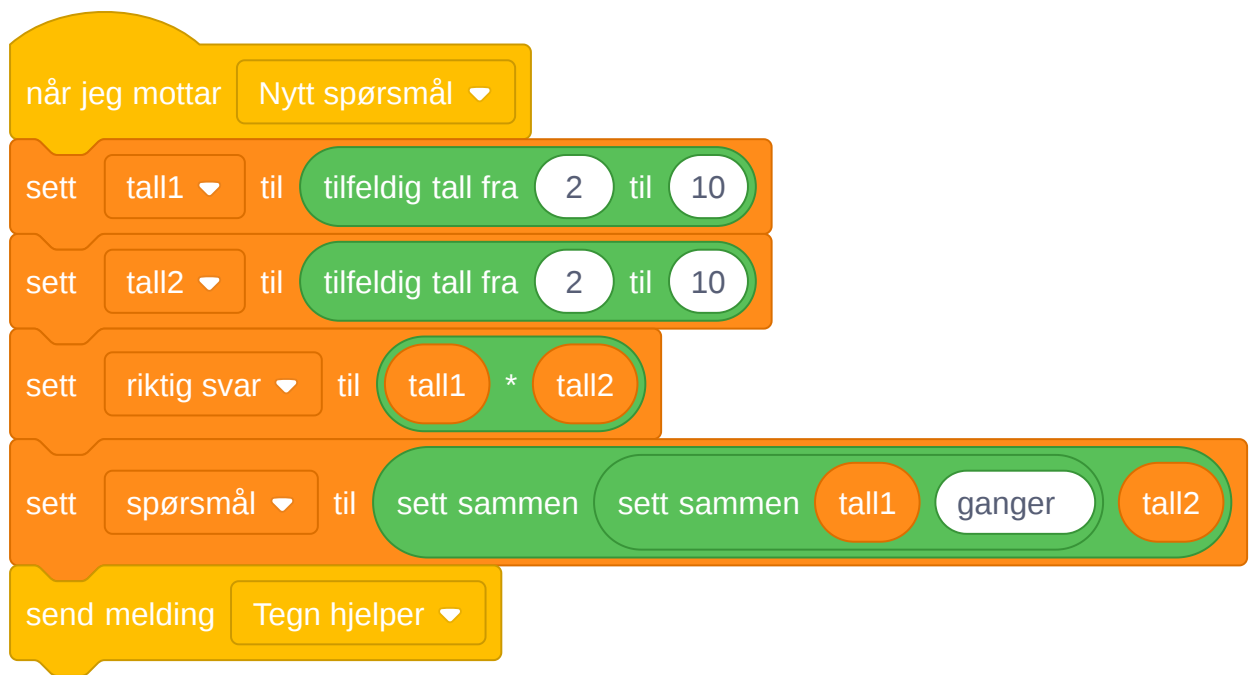 når jeg mottar Nytt spørsmål
sett tall1 til tilfeldig tall fra 2 til 10
sett tall2 til tilfeldig tall fra 2 til 10
sett riktig svar til tall1 * tall2
sett spørsmål til sett sammen sett sammen tall1 ganger tall2
send melding Tegn hjelper